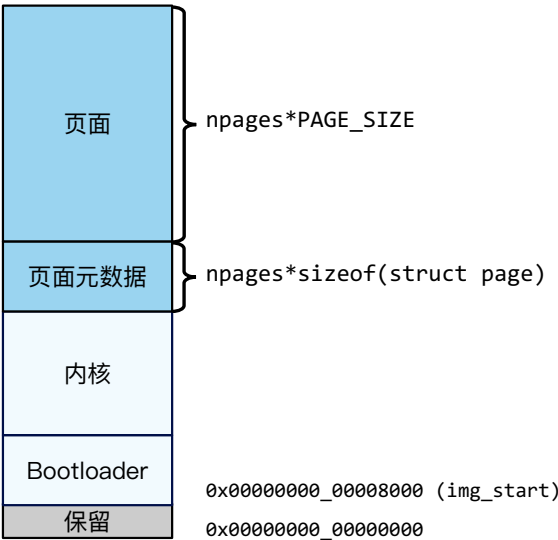 页面
npages*PAGE_SIZE
页面元数据
npages*sizeof(struct page)
内核
Bootloader
0x00000000_00008000 (img_start)
保留
0x00000000_00000000